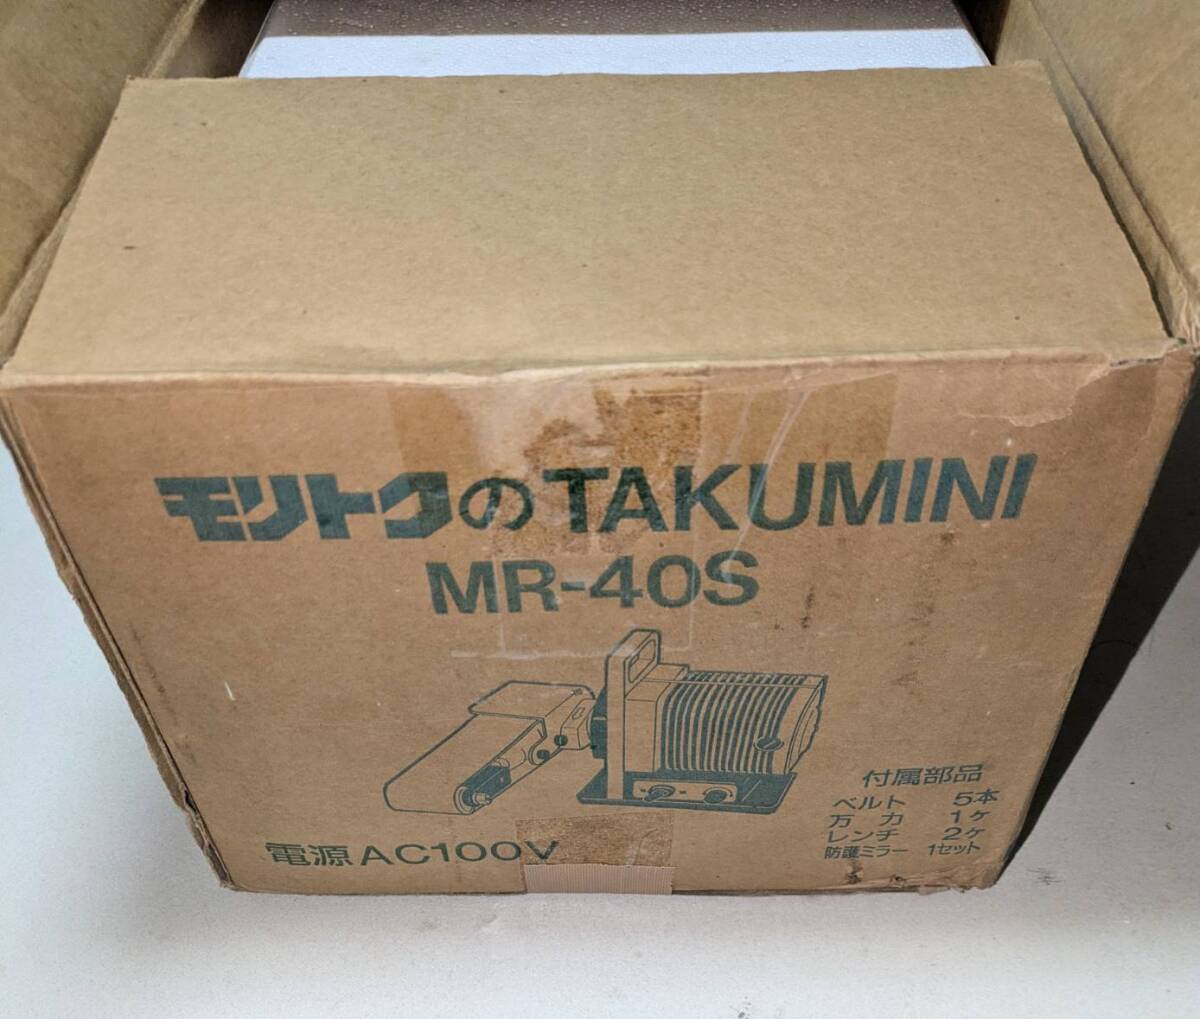 モリトクのTAKUMINI
MR-40S
付属部品
ベルト 5本
万力 1ケ
レンチ 2ケ
防護ミラー 1セット
電源AC100V